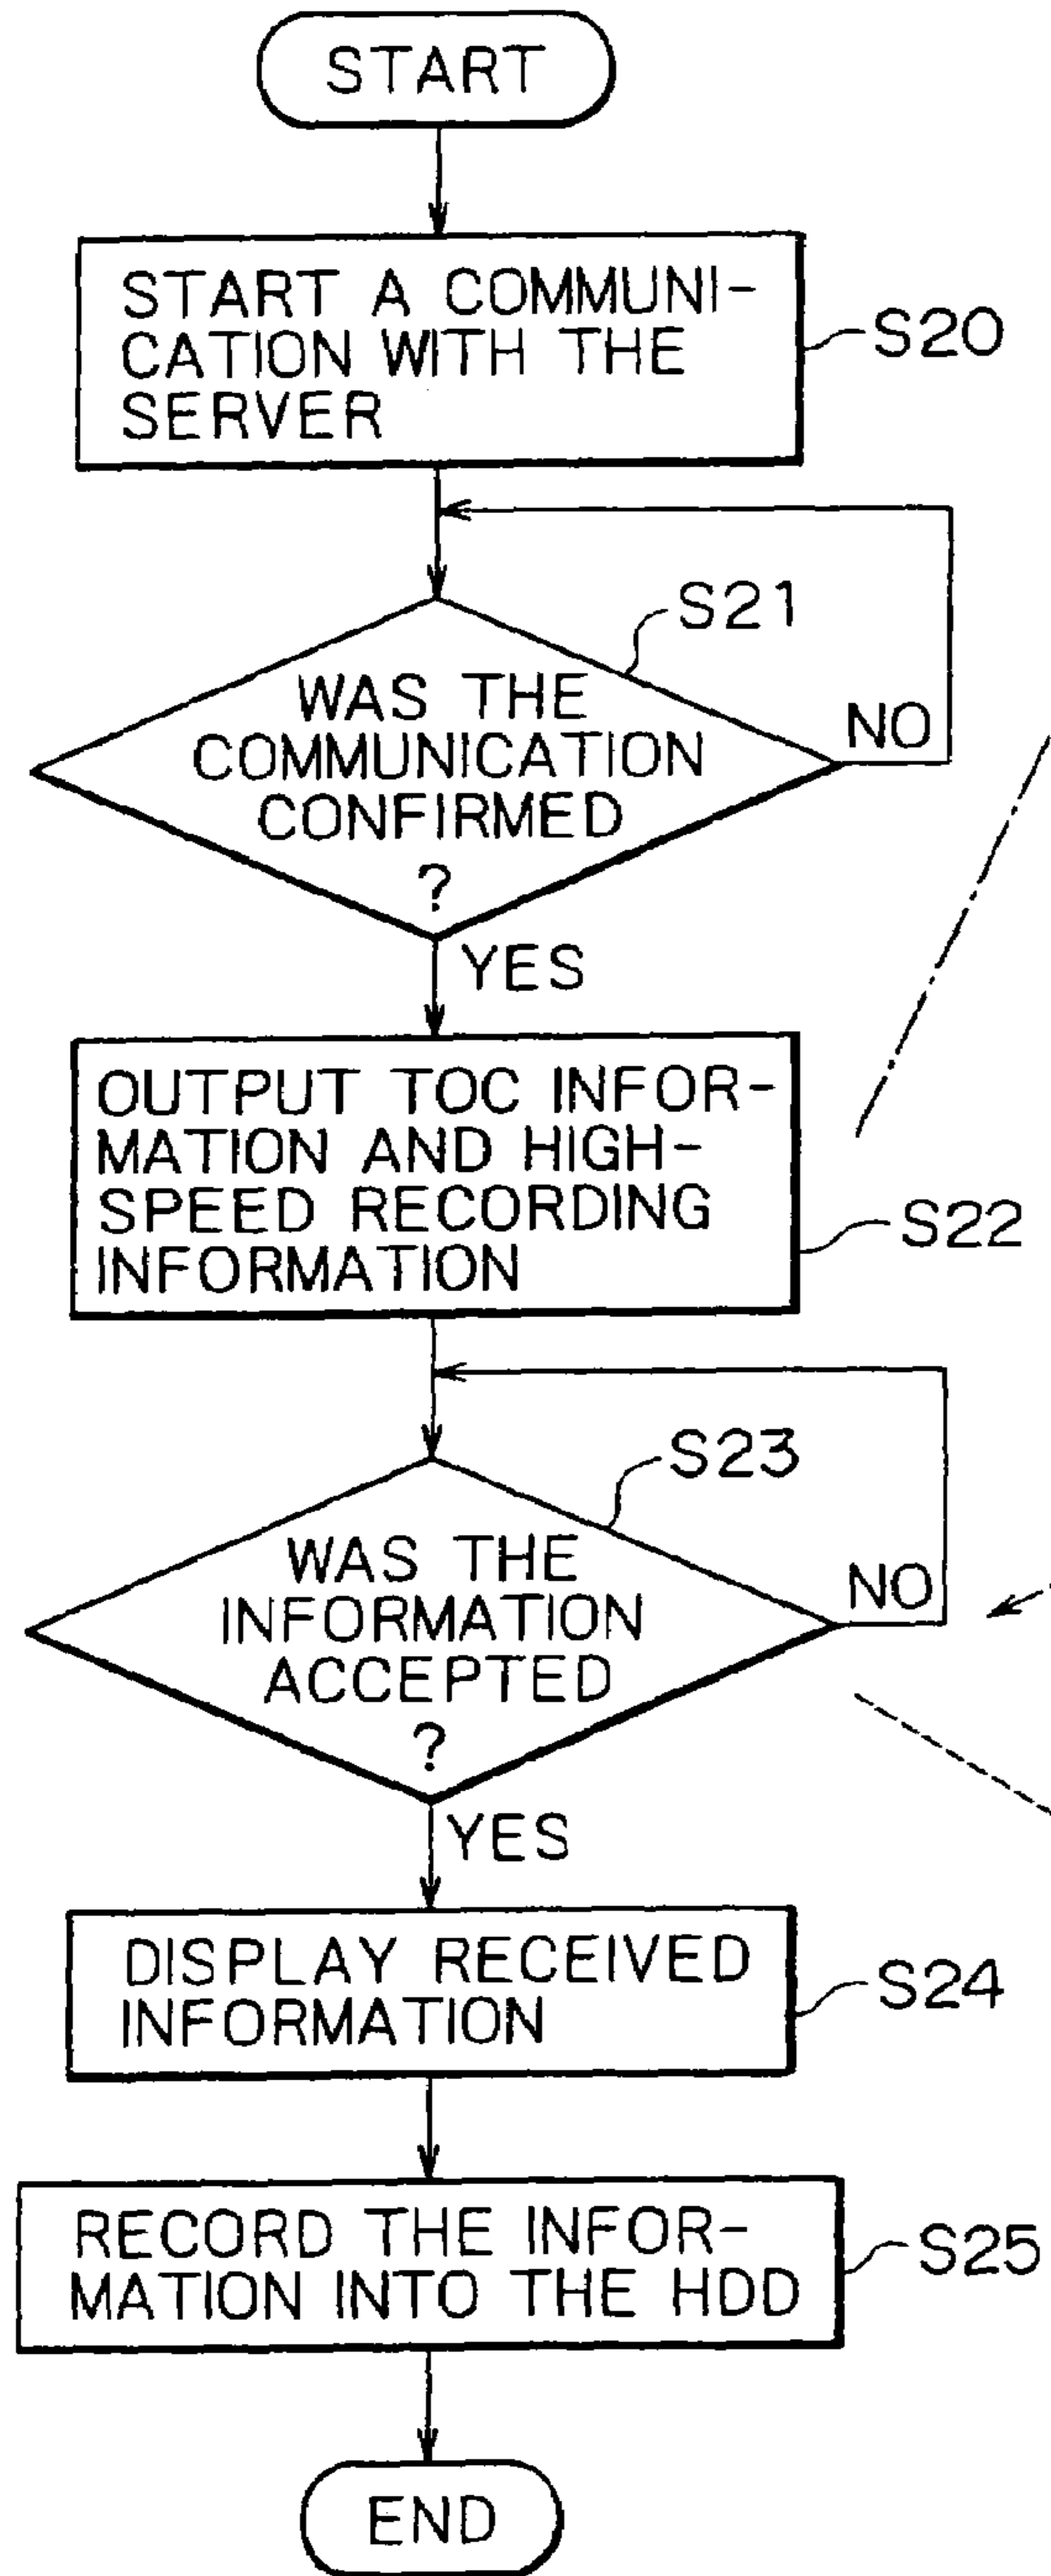 START
START A COMMUNI-
CATION WITH THE
SERVER
S20
S21
WAS THE
COMMUNICATION
CONFIRMED
?
NO
YES
OUTPUT TOC INFOR-
MATION AND HIGH-
SPEED RECORDING
INFORMATION
S22
S23
WAS THE
INFORMATION
ACCEPTED
?
NO
YES
DISPLAY RECEIVED
INFORMATION
S24
RECORD THE INFOR-
MATION INTO THE HDD
S25
END